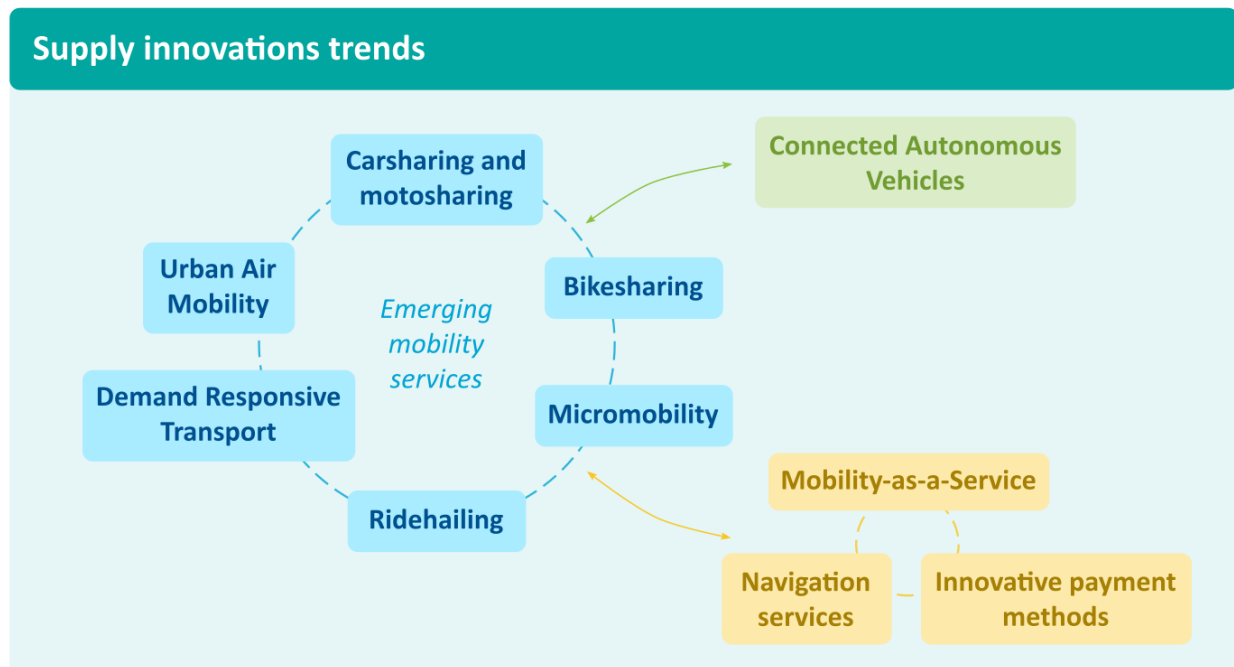 Supply innovations trends
Carsharing and
motosharing
Connected Autonomous
Vehicles
Urban Air
Mobility
Bikesharing
Emerging
mobility
services
Demand Responsive
Transport
Micromobility
Ridehailing
Mobility-as-a-Service
Navigation
services
Innovative payment
methods